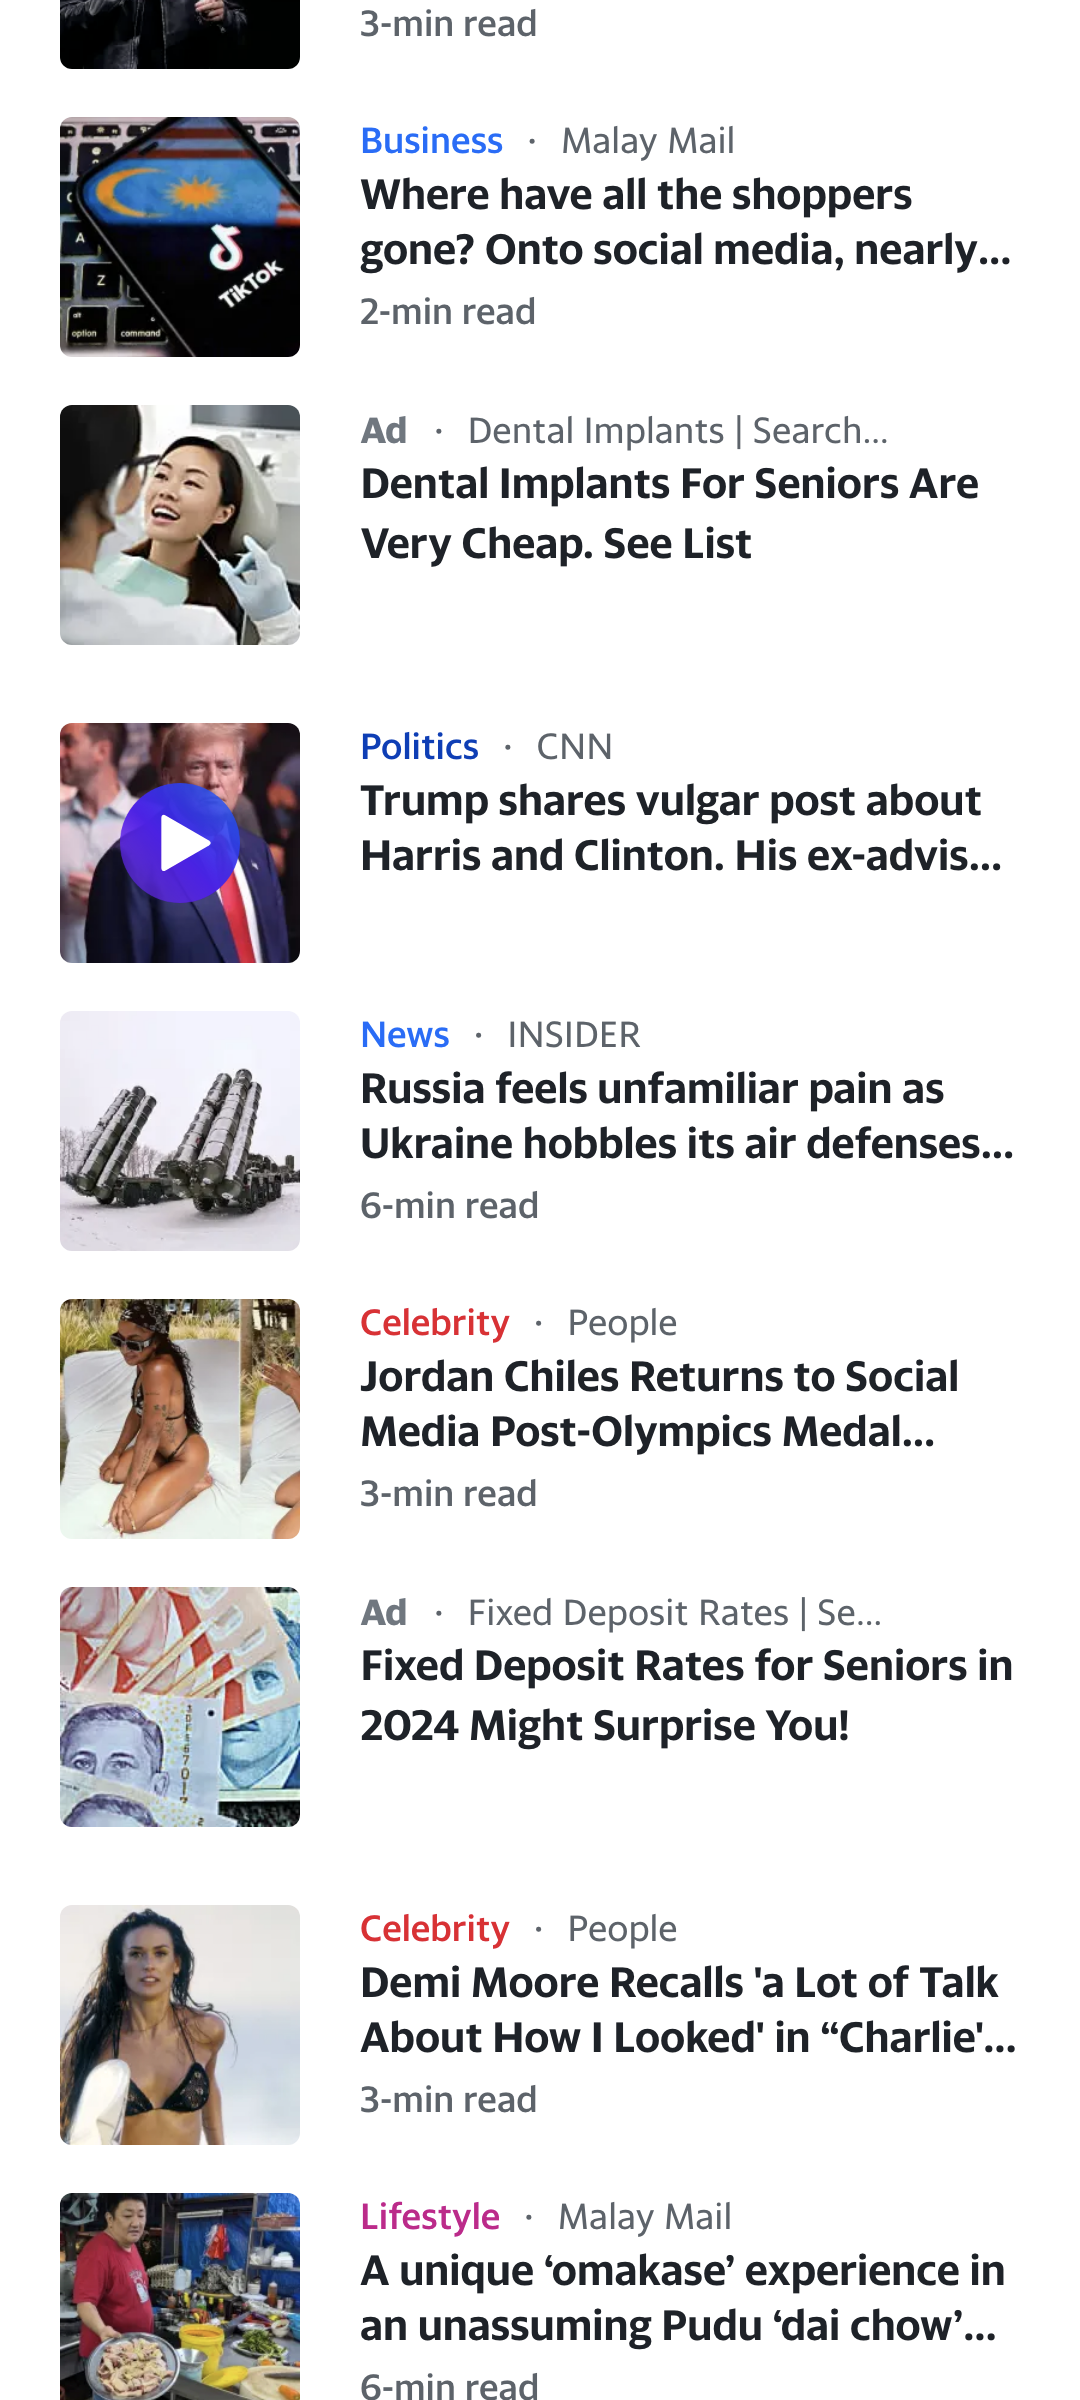 3-min read
Business · Malay Mail
Where have all the shoppers
gone? Onto social media, nearly...
2-min read
A
Z
alt
option
command
TikTok
Ad · Dental Implants | Search...
Dental Implants For Seniors Are
Very Cheap. See List
Politics · CNN
Trump shares vulgar post about
Harris and Clinton. His ex-advis...
News · INSIDER
Russia feels unfamiliar pain as
Ukraine hobbles its air defenses...
6-min read
Celebrity · People
Jordan Chiles Returns to Social
Media Post-Olympics Medal...
3-min read
Ad · Fixed Deposit Rates | Se...
Fixed Deposit Rates for Seniors in
2024 Might Surprise You!
Celebrity · People
Demi Moore Recalls 'a Lot of Talk
About How I Looked' in “Charlie'...
3-min read
Lifestyle · Malay Mail
A unique ‘omakase’ experience in
an unassuming Pudu ‘dai chow’...
6-min read